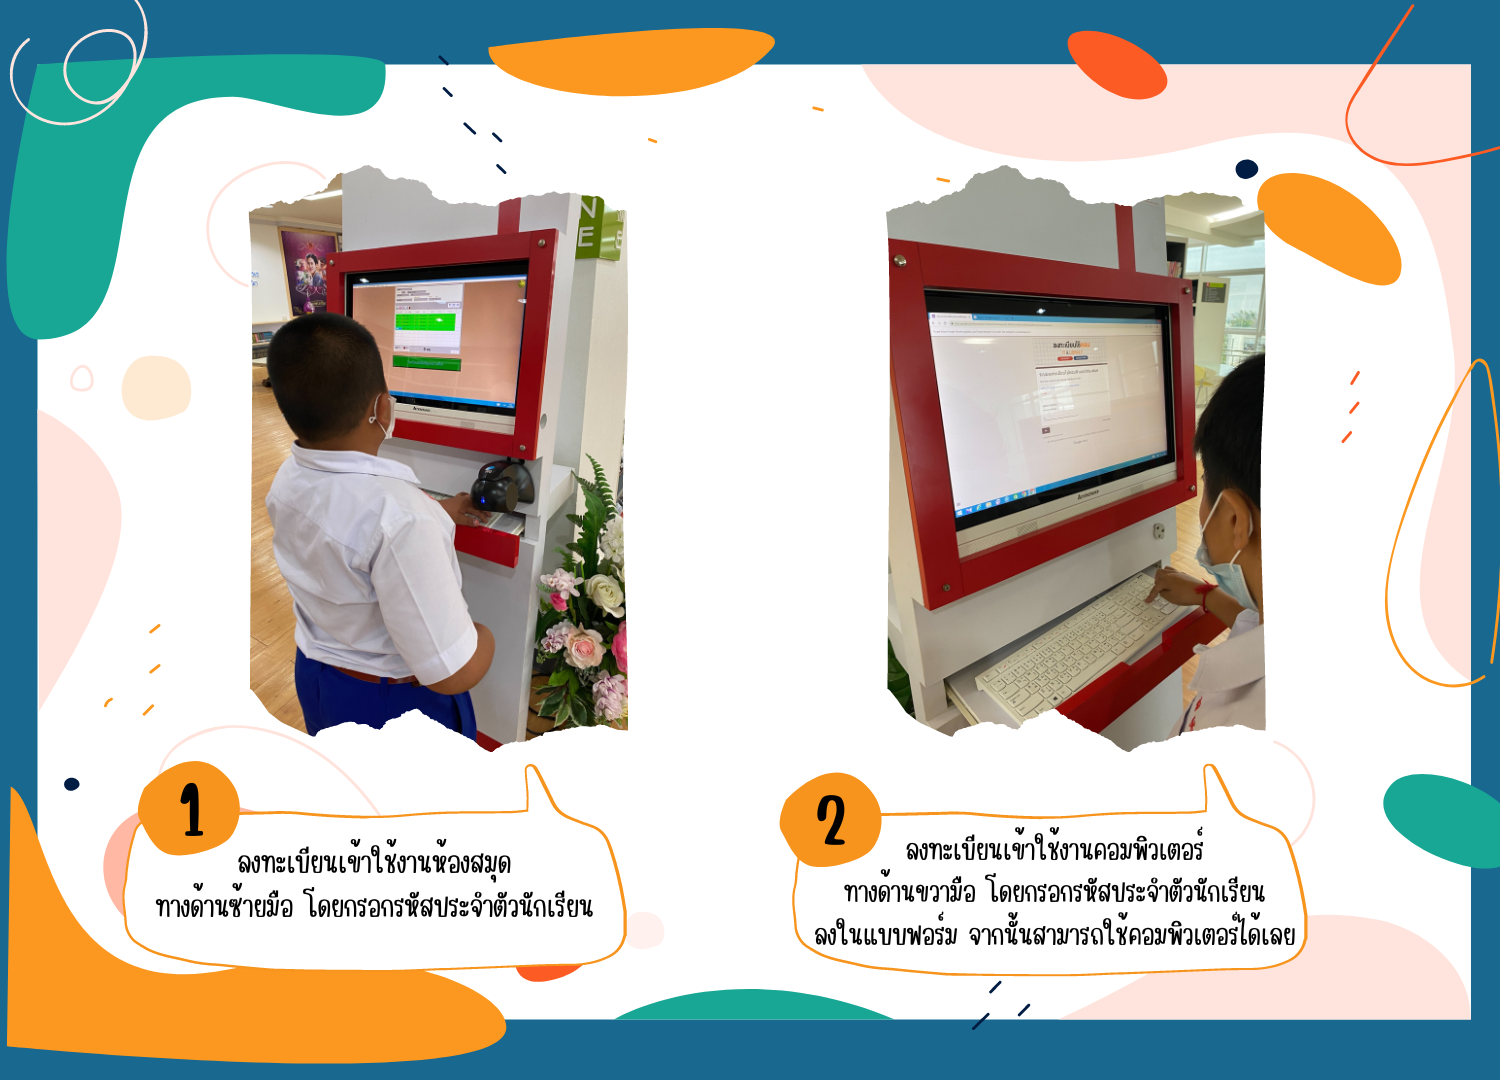 N
E
1
ลงทะเบียนเข้าใช้งานห้องสมุด
ทางด้านซ้ายมือ โดยกรอกรหัสประจำตัวนักเรียน
2
ลงทะเบียนเข้าใช้งานคอมพิวเตอร์
ทางด้านขวามือ โดยกรอกรหัสประจำตัวนักเรียน
ลงในแบบฟอร์ม จากนั้นสามารถใช้คอมพิวเตอร์ได้เลย